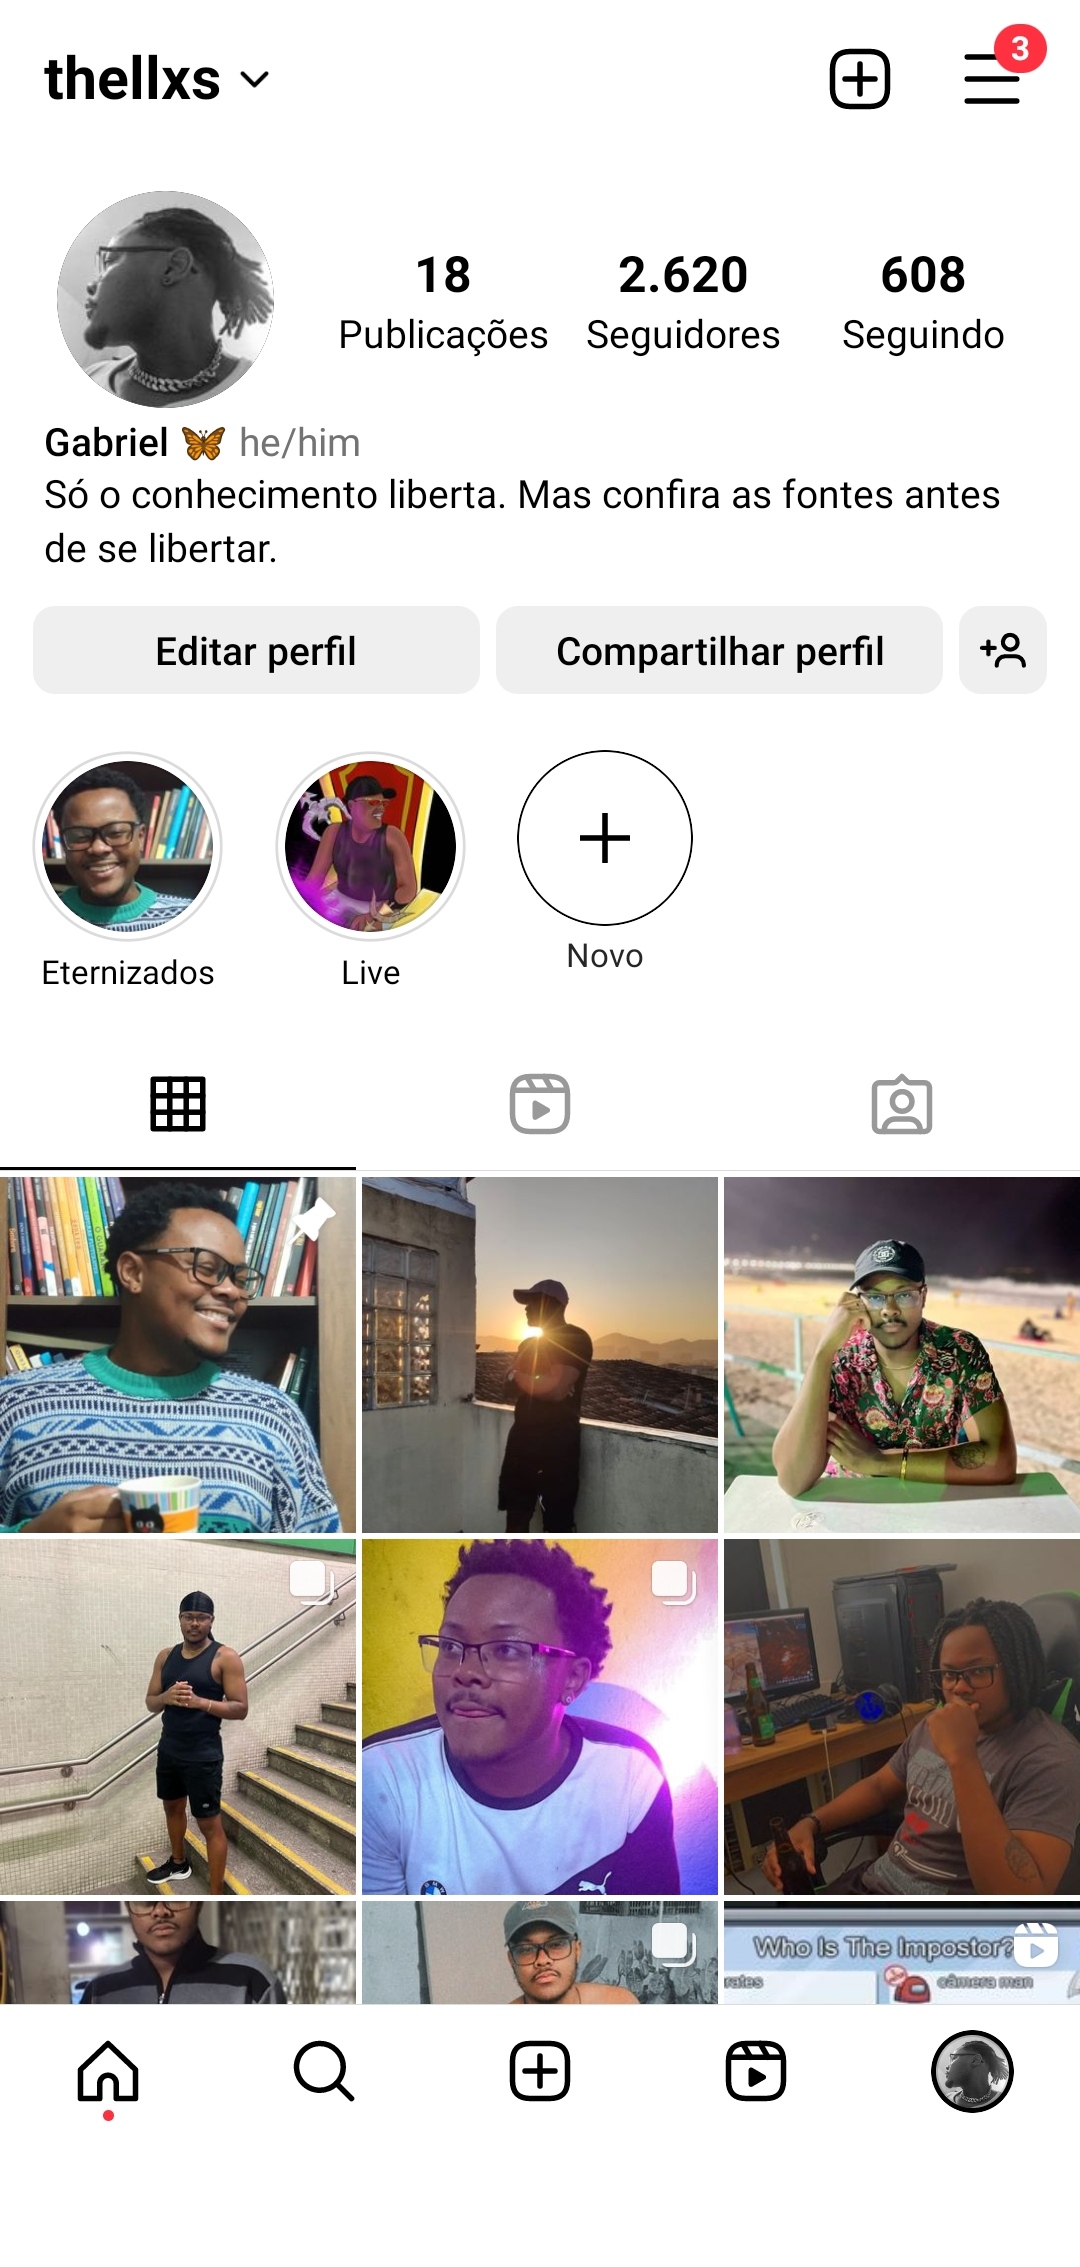 thellxs
3
18
2.620
608
Publicações
Seguidores
Seguindo
Gabriel 🦋 he/him
Só o conhecimento liberta. Mas confira as fontes antes
de se libertar.
Editar perfil
Compartilhar perfil
Eternizados
Live
Novo
Who Is The Impostor?
rates
câmera man